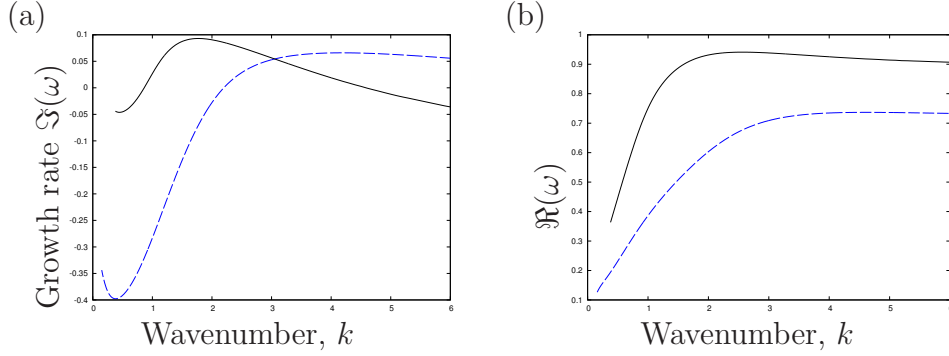 (a)
Growth rate ℑ(ω)
0.1
0.05
0
-0.05
-0.1
-0.15
-0.2
-0.25
-0.3
-0.35
-0.4
0 1 2 3 4 5 6
Wavenumber, k
(b)
ℜ(ω)
1
0.9
0.8
0.7
0.6
0.5
0.4
0.3
0.2
0.1
0 1 2 3 4 5 6
Wavenumber, k